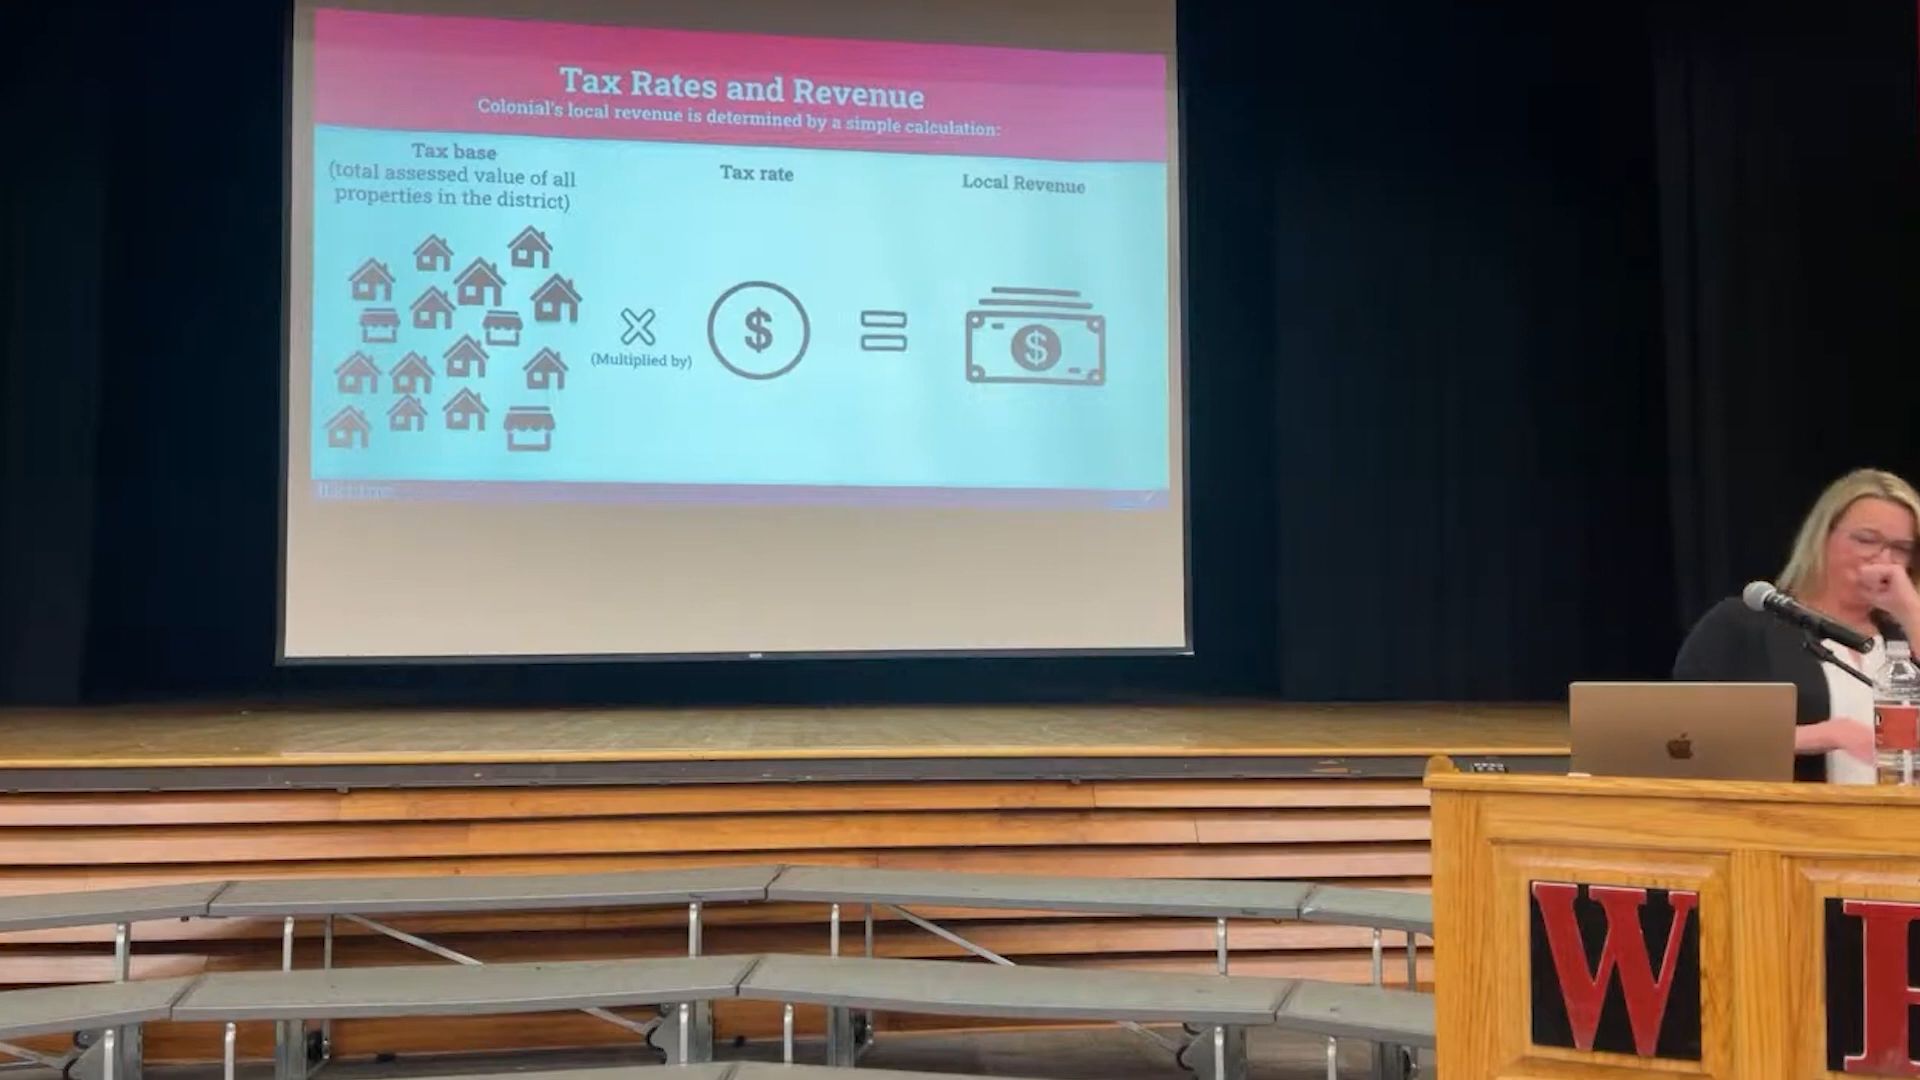 Tax Rates and Revenue
Colonial's local revenue is determined by a simple calculation:
Tax base
(total assessed value of all
properties in the district)
Tax rate
Local Revenue
(Multiplied by)
$
$
W